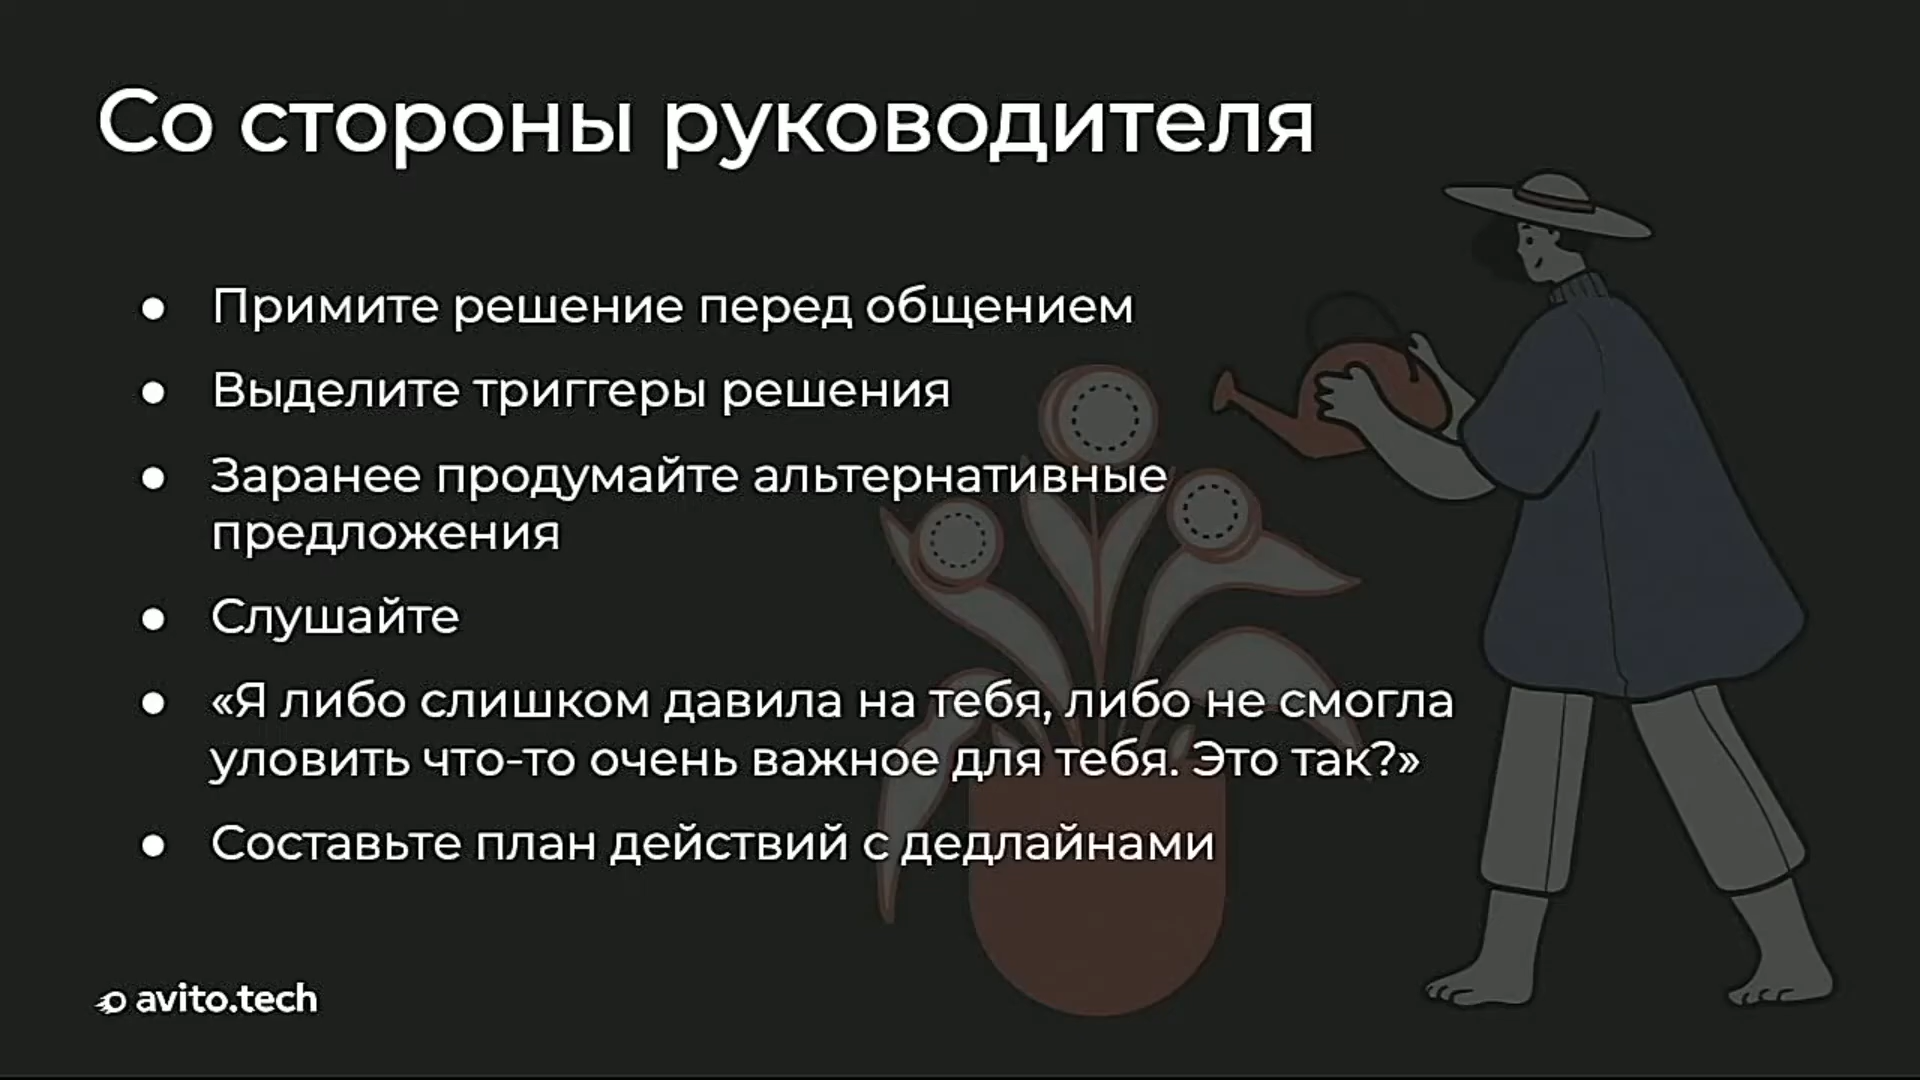 Со стороны руководителя
● Примите решение перед общением
● Выделите триггеры решения
● Заранее продумайте альтернативные
предложения
● Слушайте
● «Я либо слишком давила на тебя, либо не смогла
уловить что-то очень важное для тебя. Это так?»
● Составьте план действий с дедлайнами
avito.tech